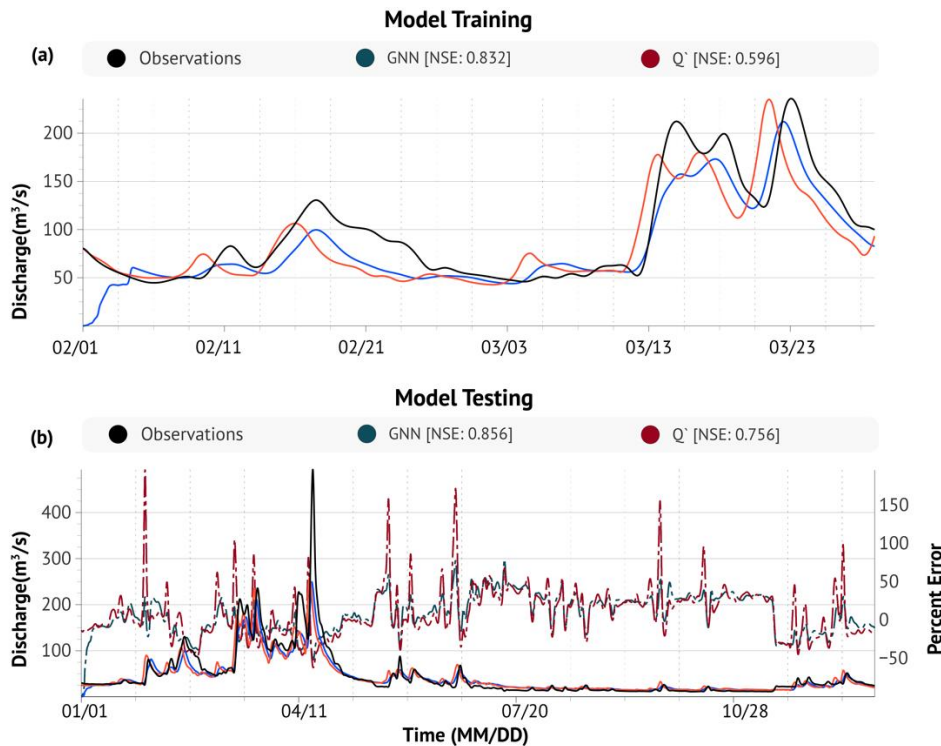 Model Training
(a)
Observations GNN [NSE: 0.832] Q` [NSE: 0.596]
Discharge(m³/s)
200
150
100
50
02/01 02/11 02/21 03/03 03/13 03/23
Model Testing
(b)
Observations GNN [NSE: 0.856] Q` [NSE: 0.756]
Discharge(m³/s)
400
300
200
100
150
100
50
0
−50
Percent Error
01/01 04/11 07/20 10/28
Time (MM/DD)